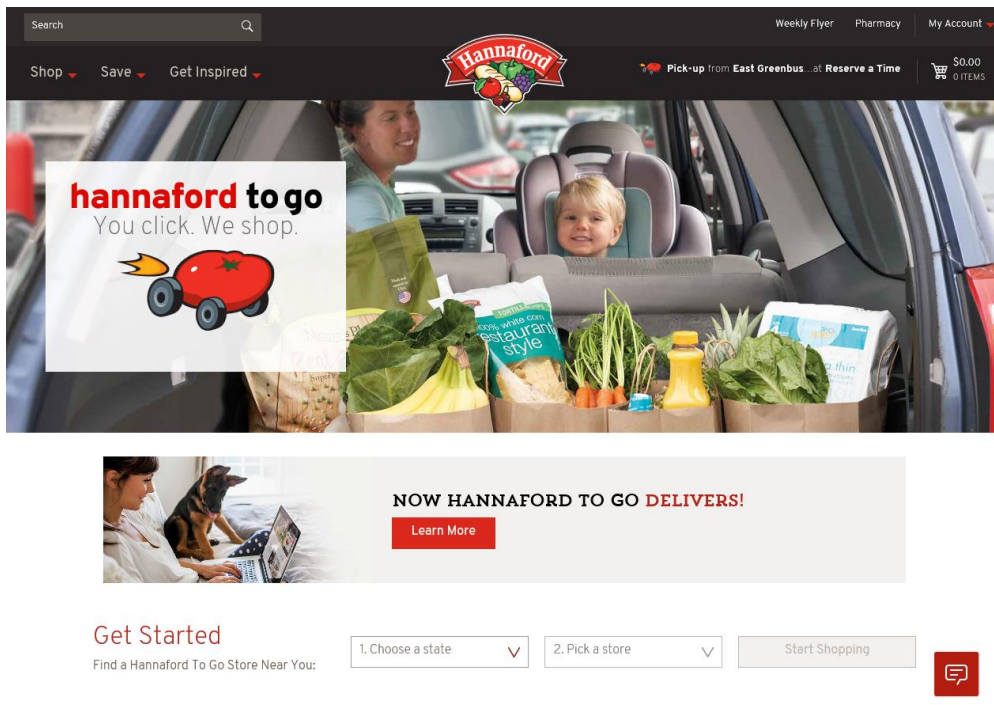 Search
Weekly Flyer
Pharmacy
My Account
Shop
Save
Get Inspired
Hannaford
Pick-up from East Greenbus...at Reserve a Time
$0.00
0 ITEMS
hannaford to go
You click. We shop.
TORTILLA CHIPS
100% white corn
restaurant
style
thin
NOW HANNAFORD TO GO DELIVERS!
Learn More
Get Started
Find a Hannaford To Go Store Near You:
1. Choose a state
2. Pick a store
Start Shopping